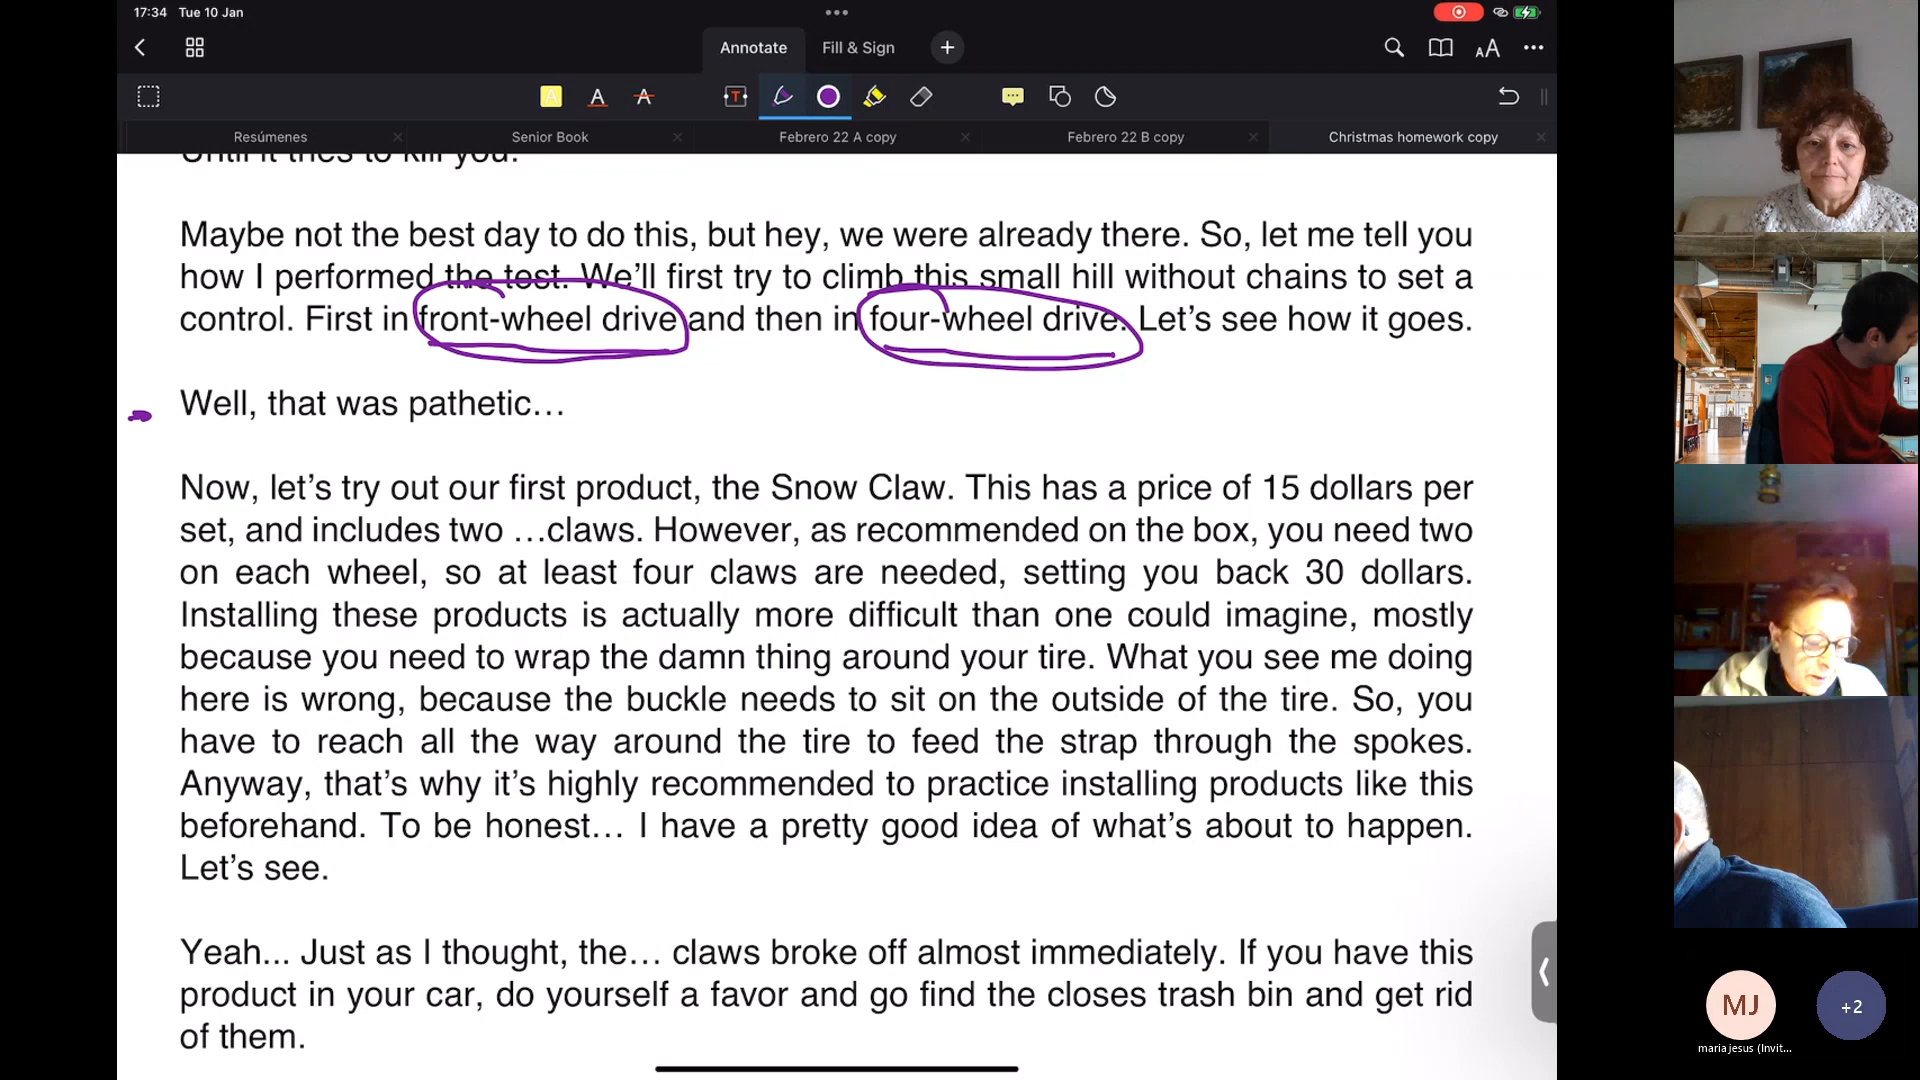 17:34 Tue 10 Jan
Annotate Fill & Sign
AA
A A A T
Resúmenes Senior Book Febrero 22 A copy Febrero 22 B copy Christmas homework copy
Until it tries to kill you.
Maybe not the best day to do this, but hey, we were already there. So, let me tell you
how I performed the test. We’ll first try to climb this small hill without chains to set a
control. First in front-wheel drive and then in four-wheel drive. Let’s see how it goes.
Well, that was pathetic…
Now, let’s try out our first product, the Snow Claw. This has a price of 15 dollars per
set, and includes two …claws. However, as recommended on the box, you need two
on each wheel, so at least four claws are needed, setting you back 30 dollars.
Installing these products is actually more difficult than one could imagine, mostly
because you need to wrap the damn thing around your tire. What you see me doing
here is wrong, because the buckle needs to sit on the outside of the tire. So, you
have to reach all the way around the tire to feed the strap through the spokes.
Anyway, that’s why it’s highly recommended to practice installing products like this
beforehand. To be honest… I have a pretty good idea of what’s about to happen.
Let’s see.
Yeah... Just as I thought, the… claws broke off almost immediately. If you have this
product in your car, do yourself a favor and go find the closes trash bin and get rid
of them.
MJ
+2
maria jesus (Invit...